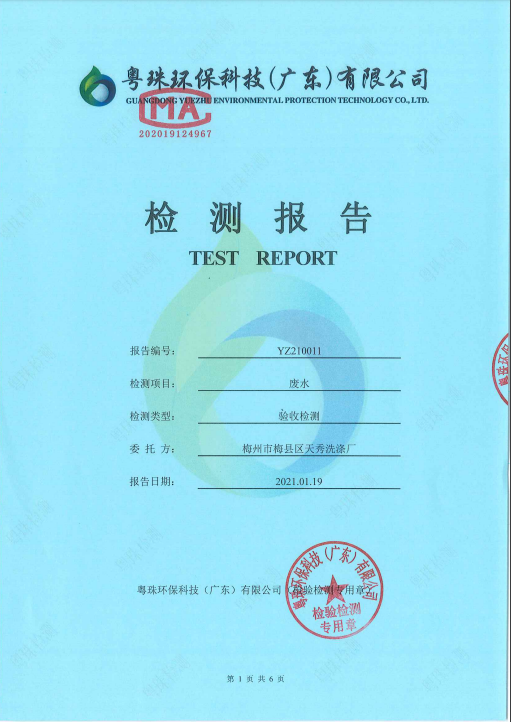 粤珠环保科技(广东)有限公司
GUANGDONG YUEZHU ENVIRONMENTAL PROTECTION TECHNOLOGY CO., LTD.
MA
202019124967
检测报告
TEST REPORT
报告编号： YZ210011
检测项目： 废水
检测类型： 验收检测
委托方： 梅州市梅县区天秀洗涤厂
报告日期： 2021.01.19
粤珠环保科技（广东）有限公司（检验检测专用章）
粤珠环保科技(广东)有限公司
检验检测
专用章
粤珠环保
第 1 页 共 6 页